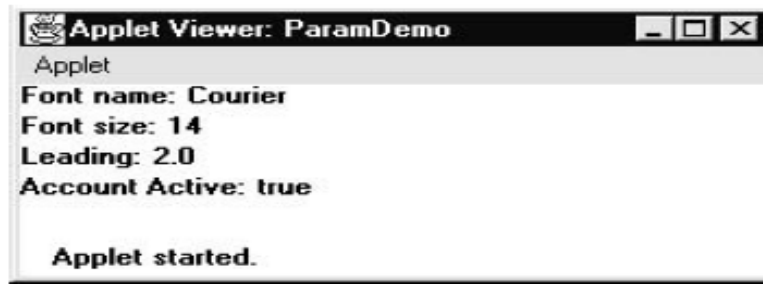 Applet Viewer: ParamDemo
Applet
Font name: Courier
Font size: 14
Leading: 2.0
Account Active: true
Applet started.